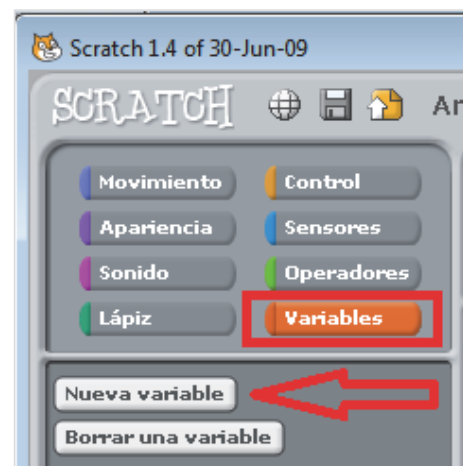 Scratch 1.4 of 30-Jun-09
SCRATCH
Movimiento Control
Apariencia Sensores
Sonido Operadores
Lápiz Variables
Nueva variable
Borrar una variable